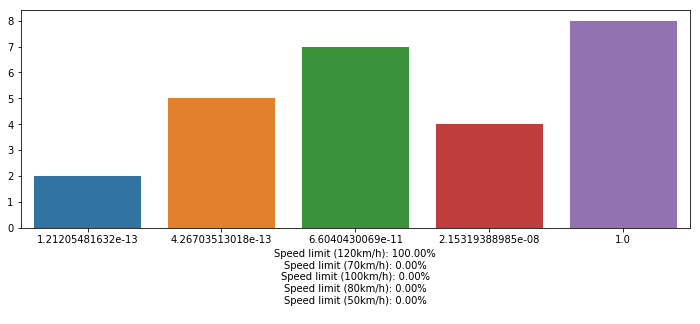 8
7
6
5
4
3
2
1
0
1.21205481632e-13 4.26703513018e-13 6.6040430069e-11 2.15319388985e-08 1.0
Speed limit (120km/h): 100.00%
Speed limit (70km/h): 0.00%
Speed limit (100km/h): 0.00%
Speed limit (80km/h): 0.00%
Speed limit (50km/h): 0.00%